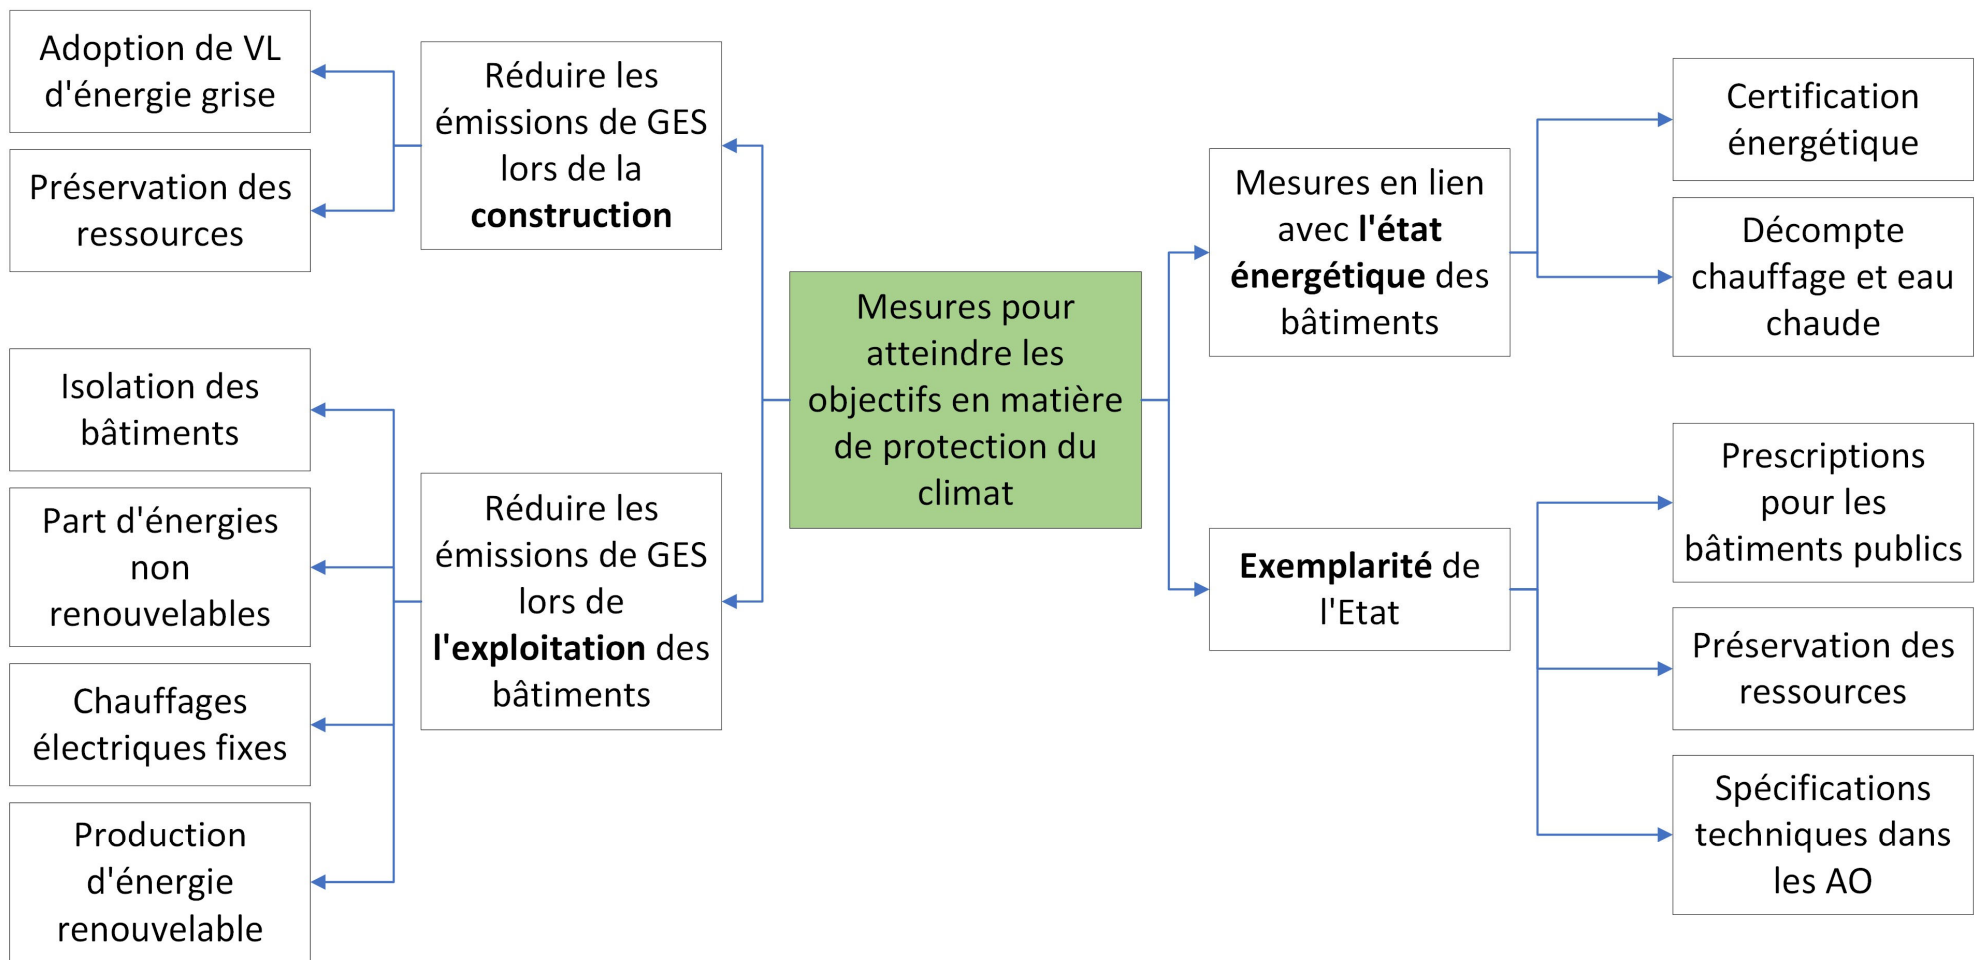 Adoption de VL
d'énergie grise
Préservation des
ressources
Réduire les
émissions de GES
lors de la
construction
Isolation des
bâtiments
Part d'énergies
non
renouvelables
Chauffages
électriques fixes
Production
d'énergie
renouvelable
Réduire les
émissions de GES
lors de
l'exploitation des
bâtiments
Mesures pour
atteindre les
objectifs en matière
de protection du
climat
Mesures en lien
avec l'état
énergétique des
bâtiments
Certification
énergétique
Décompte
chauffage et eau
chaude
Exemplarité de
l'Etat
Prescriptions
pour les
bâtiments publics
Préservation des
ressources
Spécifications
techniques dans
les AO